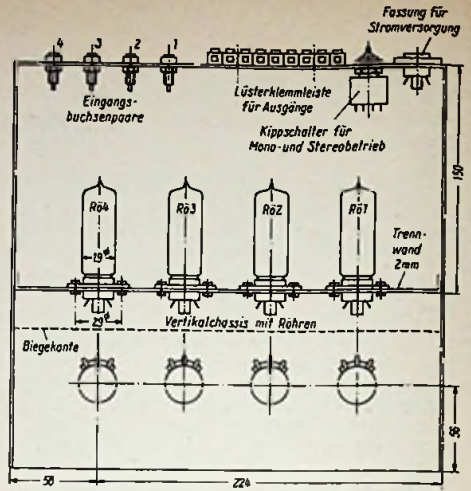 Fassung für
Stromversorgung
4 3 2 1
Eingangs-
buchsenpaare
Lüsterklemmleiste
für Ausgänge
Kippschalter für
Mono- und Stereobetrieb
150
Rö4 Rö3 Rö2 Rö1
19⌀
Trenn-
wand
2mm
29⌀
Vertikalchassis mit Röhren
Biegekante
56
58 224